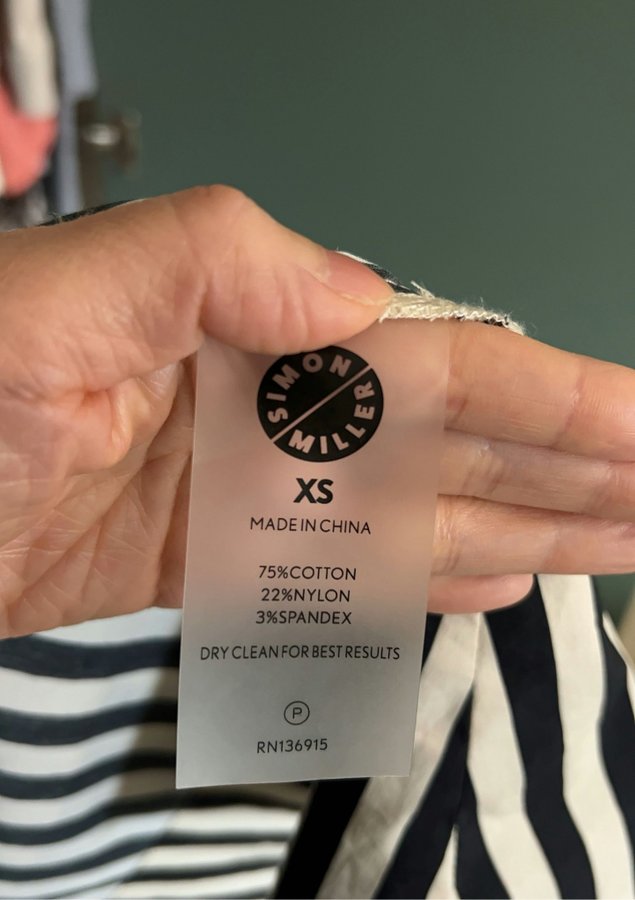 SIMON
MILLER
XS
MADE IN CHINA
75%COTTON
22%NYLON
3%SPANDEX
DRY CLEAN FOR BEST RESULTS
P
RN136915